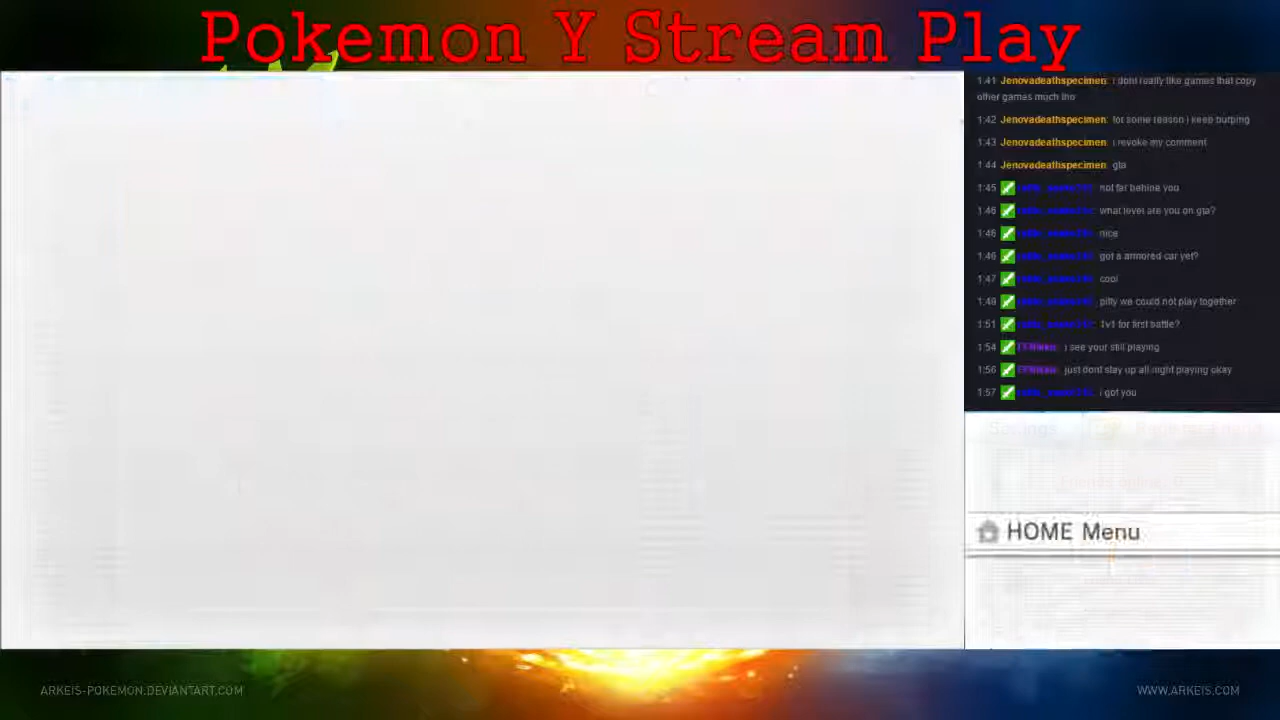 Pokemon Y Stream Play
1:41 Jenovadeathspecimen: i dont really like games that copy
other games much tho
1:42 Jenovadeathspecimen: for some reason i keep burping
1:43 Jenovadeathspecimen: i revoke my comment
1:44 Jenovadeathspecimen: gta
1:45 not far behind you
1:46 what level are you on gta?
1:46 nice
1:46 got a armored car yet?
1:47 cool
1:49 pitty we could not play together
1:51 1v1 for first battle?
1:54 i see your still playing
1:56 just dont stay up all night playing okay
1:57 i got you
Settings
HOME Menu
ARKEIS-POKEMON.DEVIANTART.COM
WWW.ARKEIS.COM